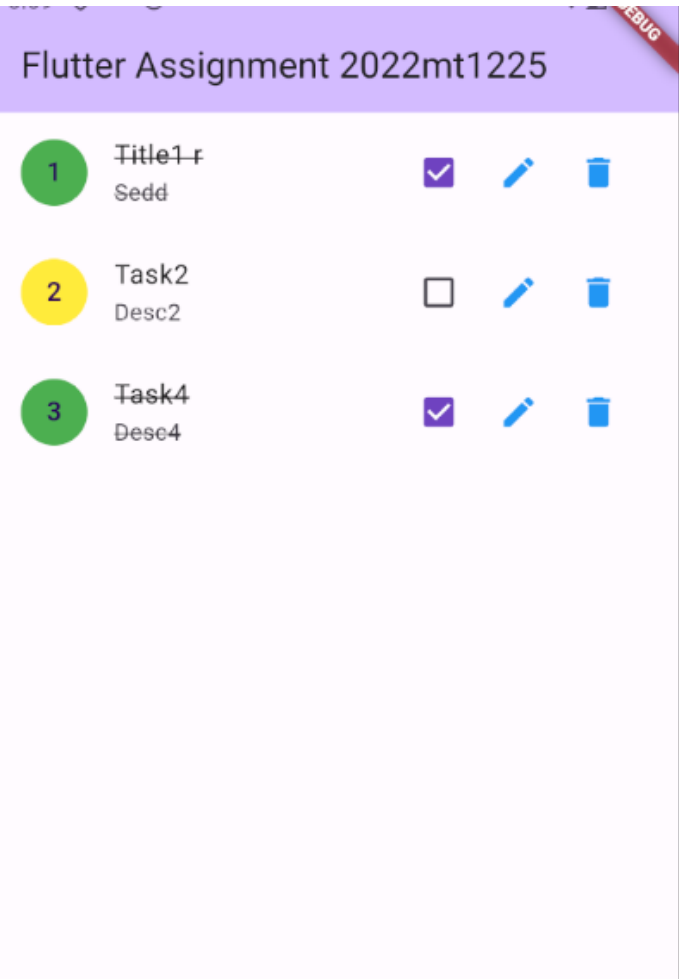 Flutter Assignment 2022mt1225
1
Title1 r
Sedd
2
Task2
Desc2
3
Task4
Desc4